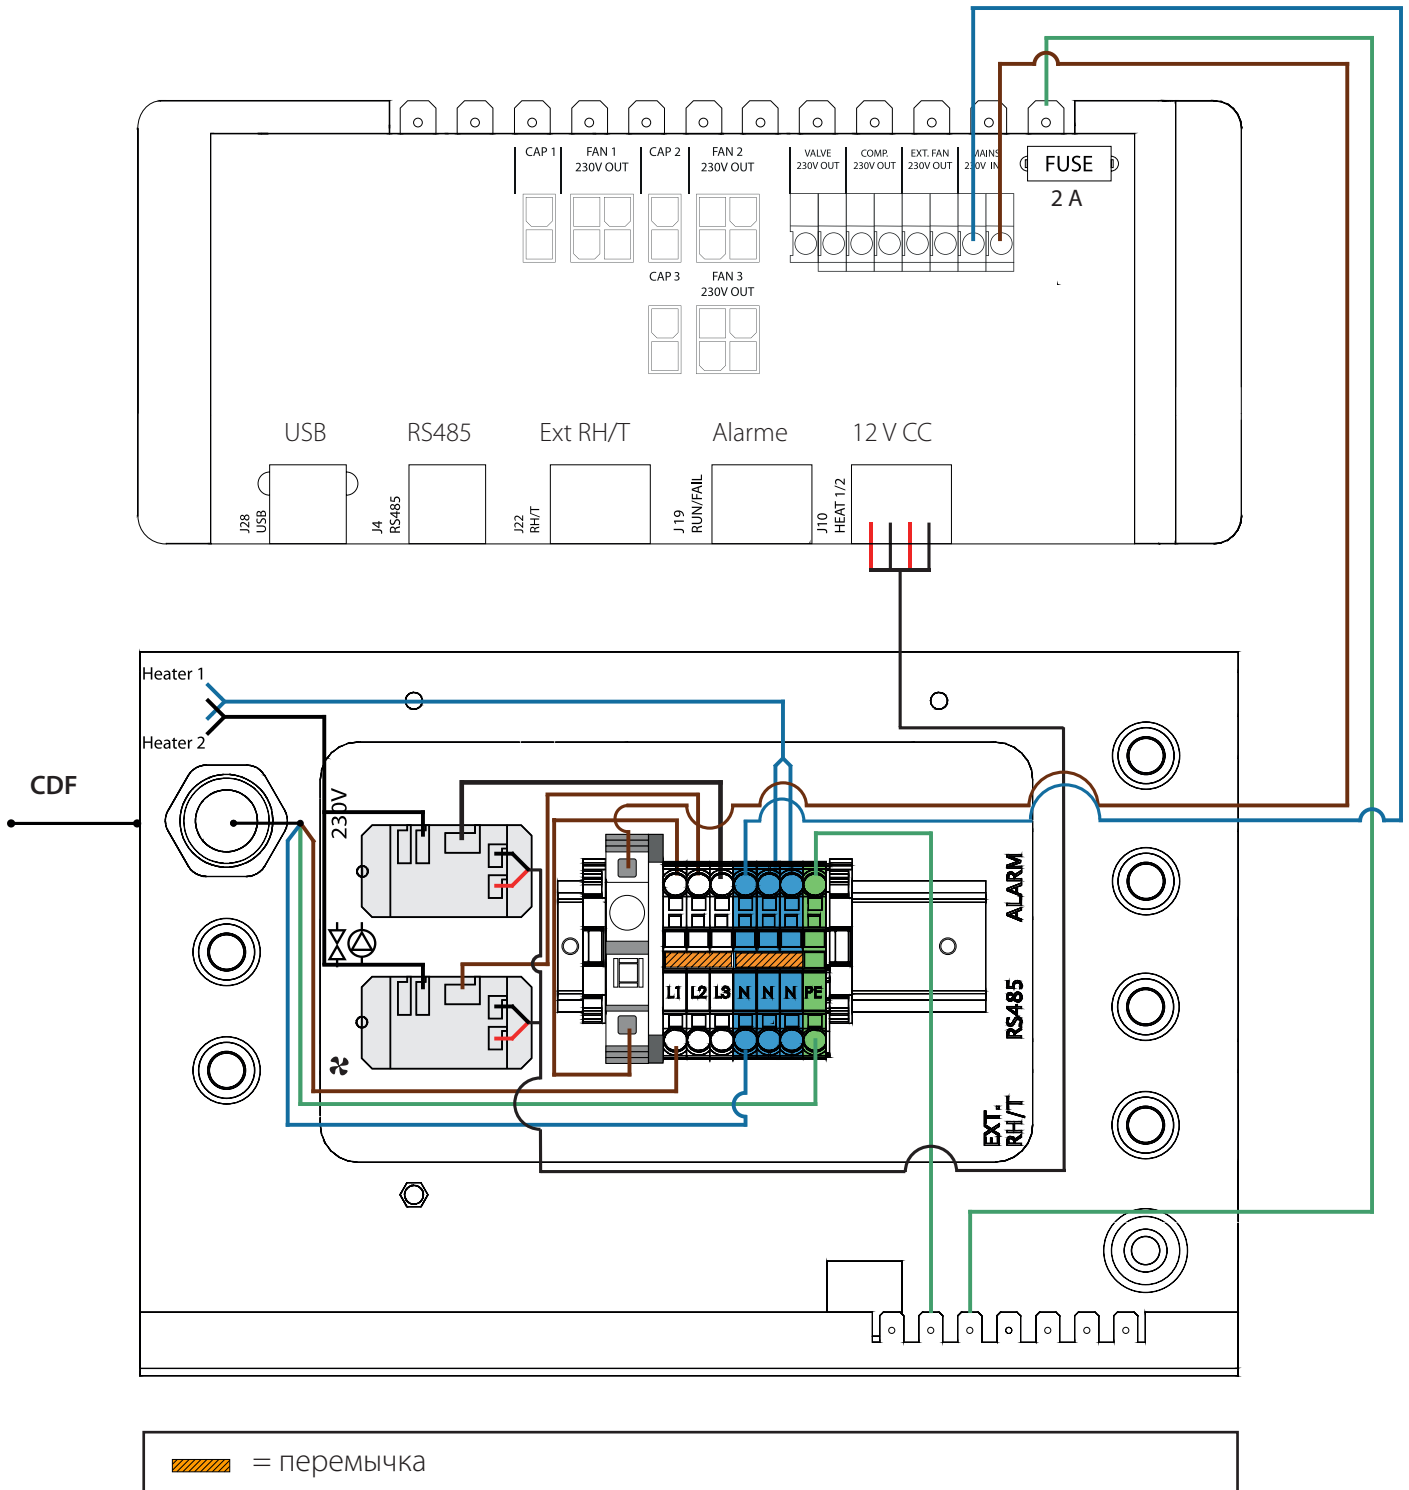 CAP 1
FAN 1
230V OUT
CAP 2
FAN 2
230V OUT
VALVE
230V OUT
COMP.
230V OUT
EXT. FAN
230V OUT
MAINS
230V IN
FUSE
2 A
CAP 3
FAN 3
230V OUT
USB
RS485
Ext RH/T
Alarme
12 V CC
J28
USB
J4
RS485
J22
RH/T
J19
RUN/FAIL
J10
HEAT 1/2
Heater 1
Heater 2
CDF
230V
ALARM
L1 L2 L3 N N N PE
RS485
EXT.
RH/T
= перемычка